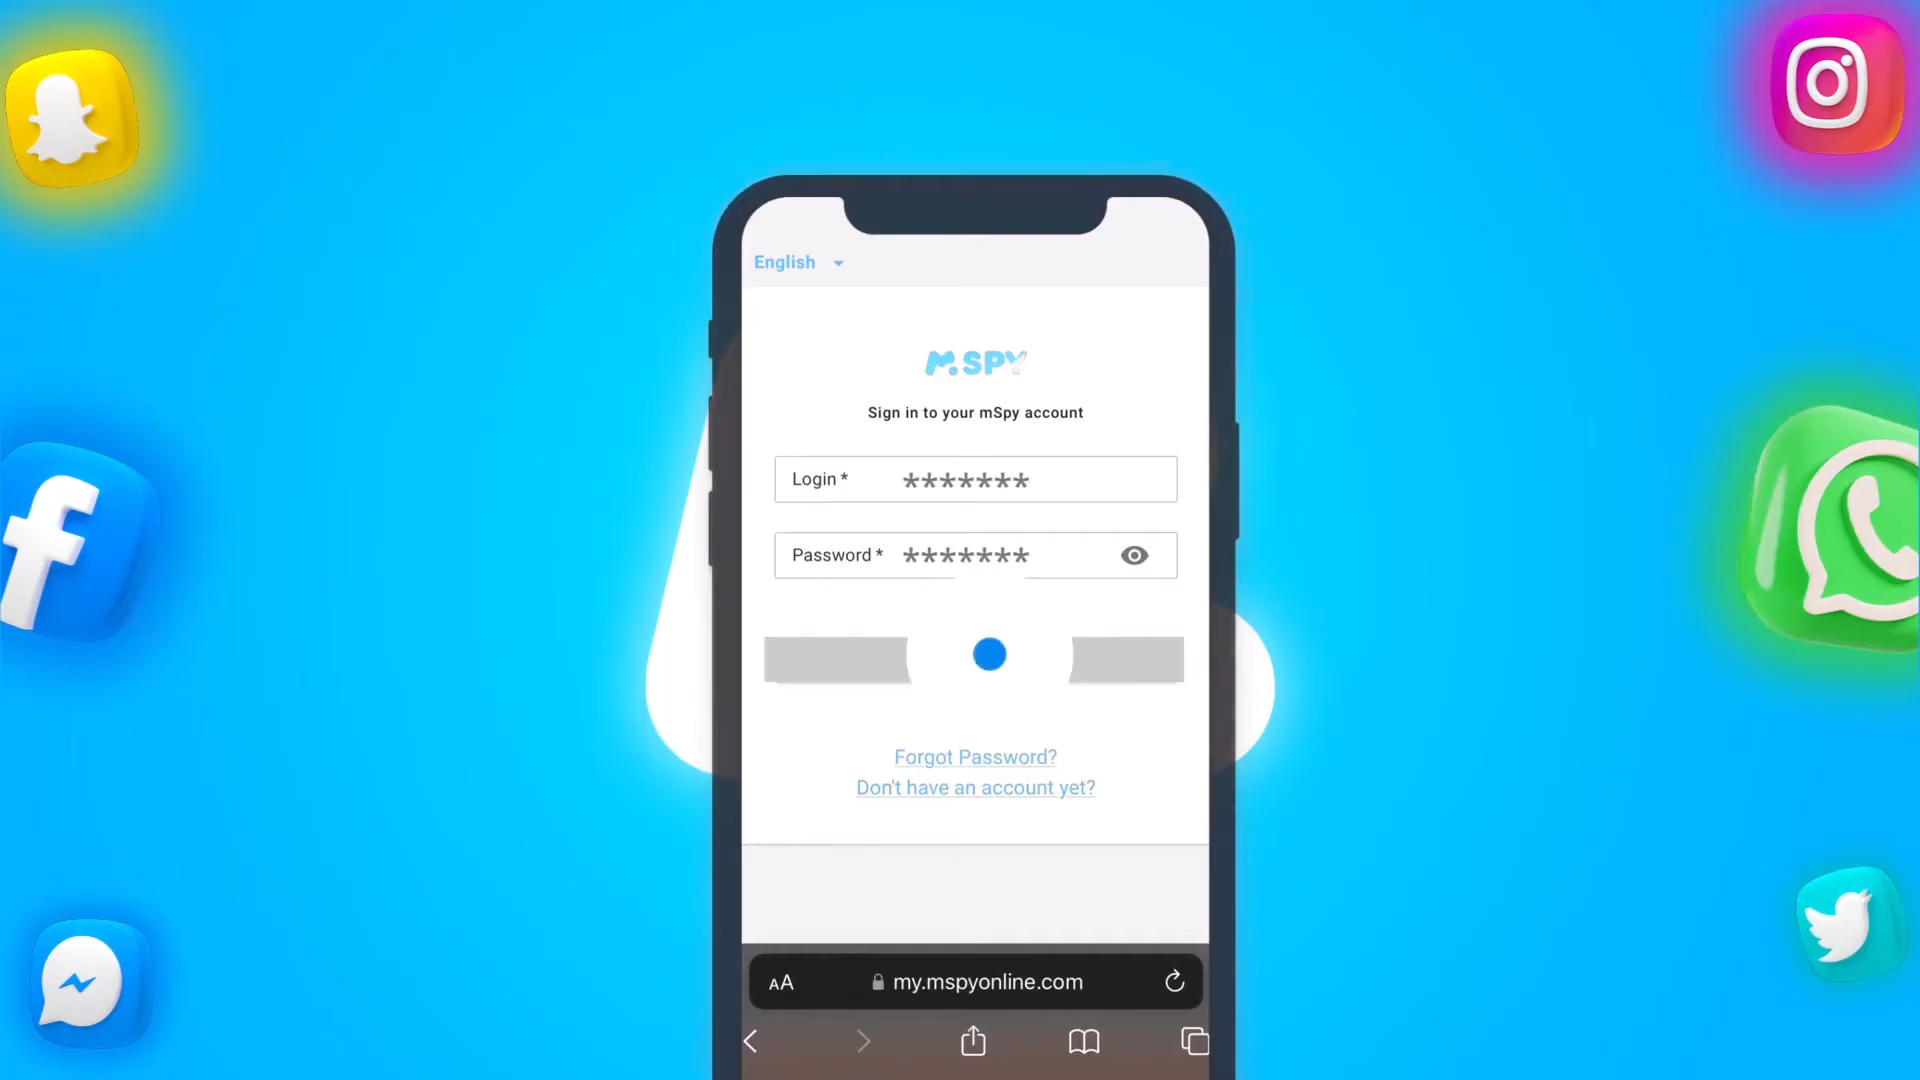 English
M.SPY
Sign in to your mSpy account
Login * *******
Password * *******
Forgot Password?
Don't have an account yet?
AA my.mspyonline.com